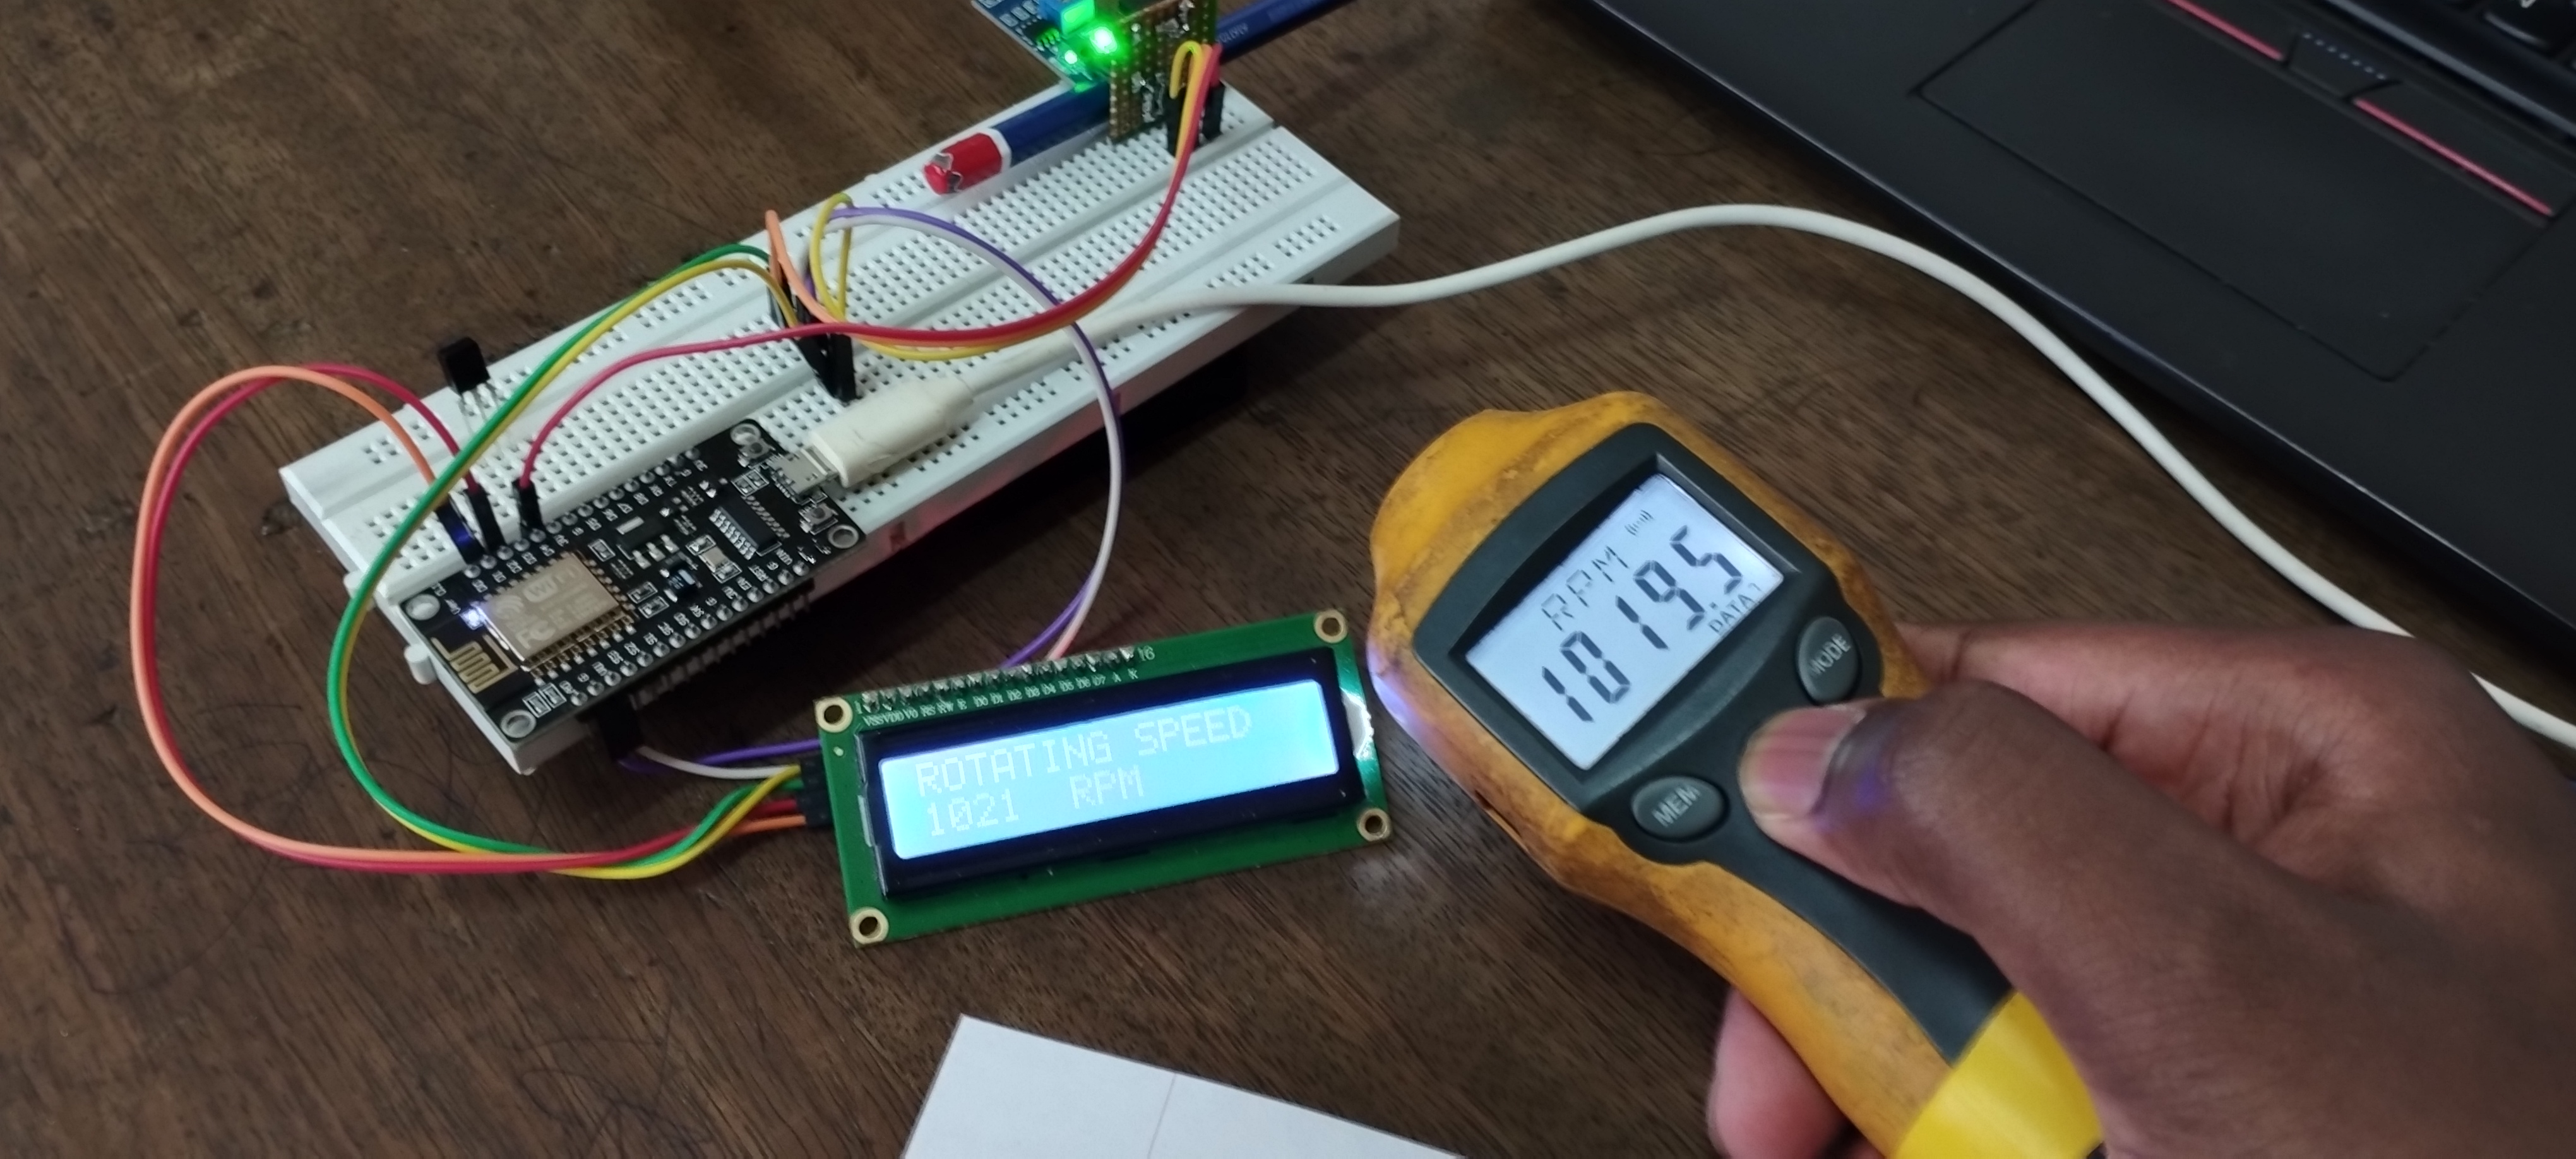 RPM
1019.5
DATA?
MODE
MEM
16
VSS VDD V0 RS RW E D0 D1 D2 D3 D4 D5 D6 D7 A K
ROTATING SPEED
1021 RPM